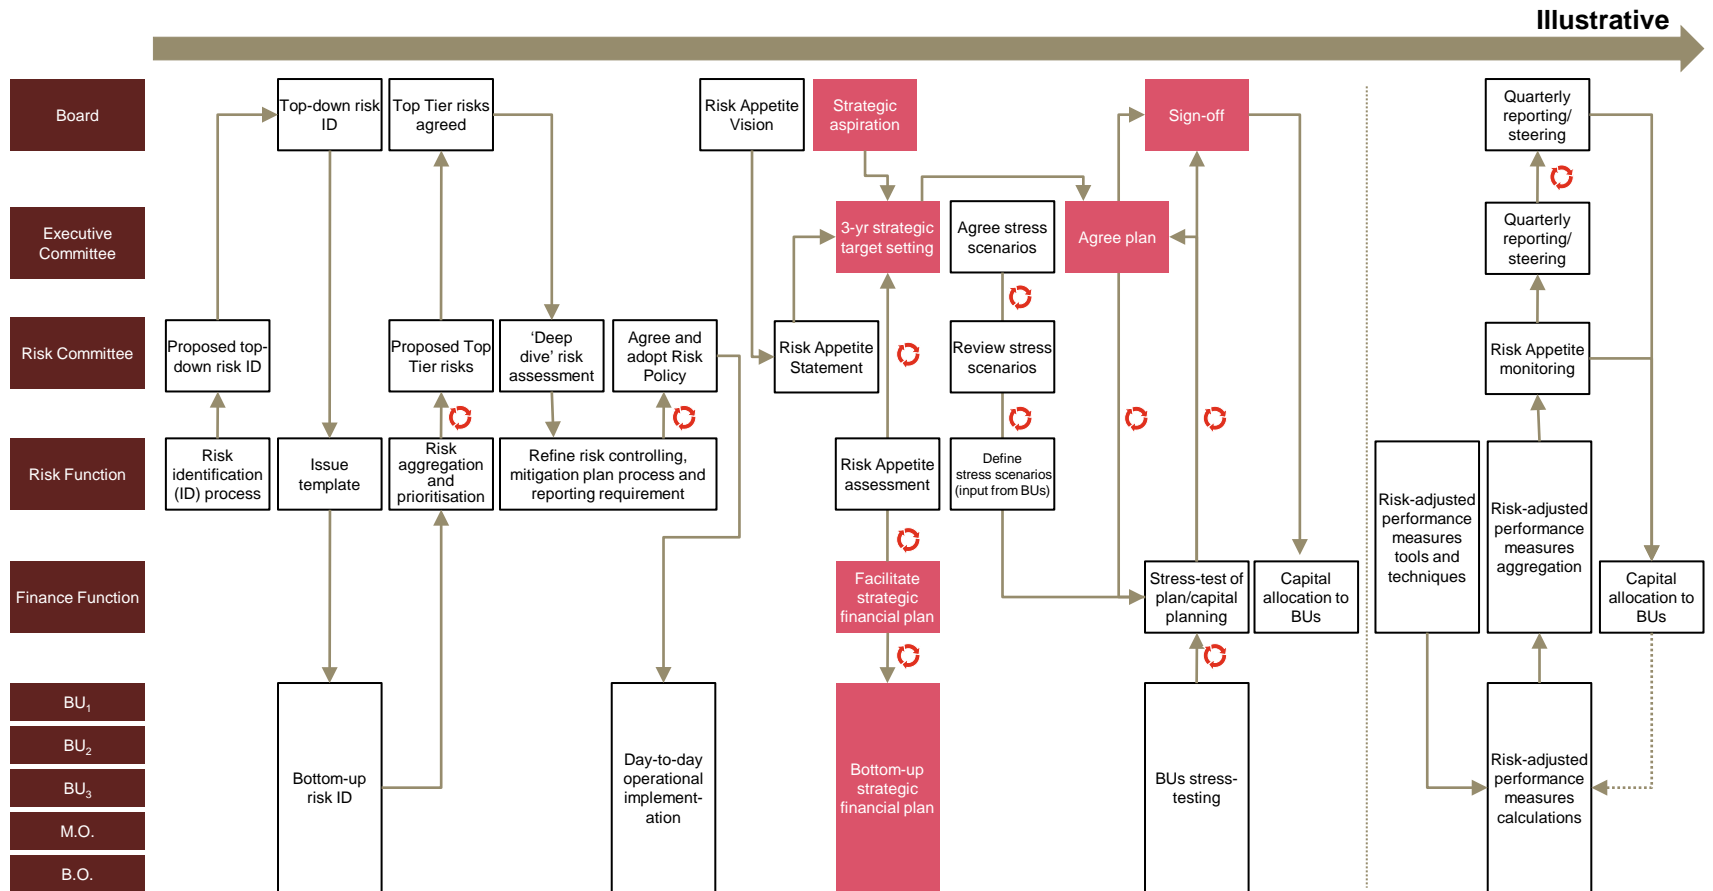 Illustrative
Board
Top-down risk
ID
Top Tier risks
agreed
Risk Appetite
Vision
Strategic
aspiration
Sign-off
Quarterly
reporting/
steering
Executive
Committee
3-yr strategic
target setting
Agree stress
scenarios
Agree plan
Quarterly
reporting/
steering
Risk Committee
Proposed top-
down risk ID
Proposed Top
Tier risks
‘Deep
dive’ risk
assessment
Agree and
adopt Risk
Policy
Risk Appetite
Statement
Review stress
scenarios
Risk Appetite
monitoring
Risk Function
Risk
identification
(ID) process
Issue
template
Risk
aggregation
and
prioritisation
Refine risk controlling,
mitigation plan process and
reporting requirement
Risk Appetite
assessment
Define
stress scenarios
(input from BUs)
Risk-adjusted
performance
measures
tools and
techniques
Risk-adjusted
performance
measures
aggregation
Finance Function
Facilitate
strategic
financial plan
Stress-test of
plan/capital
planning
Capital
allocation to
BUs
Capital
allocation to
BUs
BU1
BU2
BU3
M.O.
B.O.
Bottom-up
risk ID
Day-to-day
operational
implement-
ation
Bottom-up
strategic
financial plan
BUs stress-
testing
Risk-adjusted
performance
measures
calculations